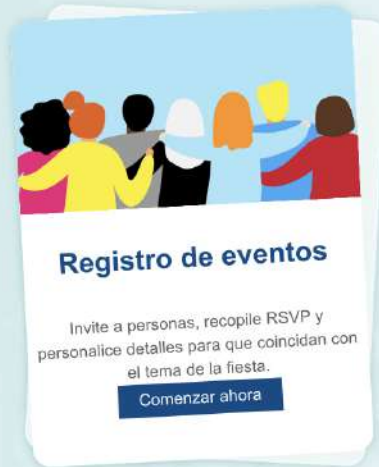 Registro de eventos
Invite a personas, recopile RSVP y
personalice detalles para que coincidan con
el tema de la fiesta.
Comenzar ahora